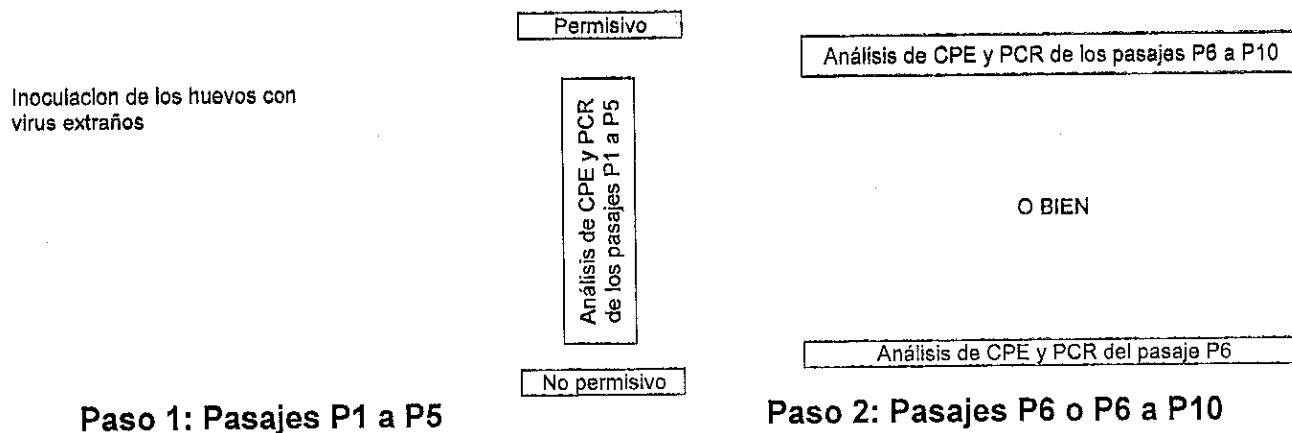 Permisivo
Análisis de CPE y PCR de los pasajes P6 a P10
Inoculacion de los huevos con
virus extraños
Análisis de CPE y PCR
de los pasajes P1 a P5
O BIEN
Análisis de CPE y PCR del pasaje P6
No permisivo
Paso 1: Pasajes P1 a P5
Paso 2: Pasajes P6 o P6 a P10